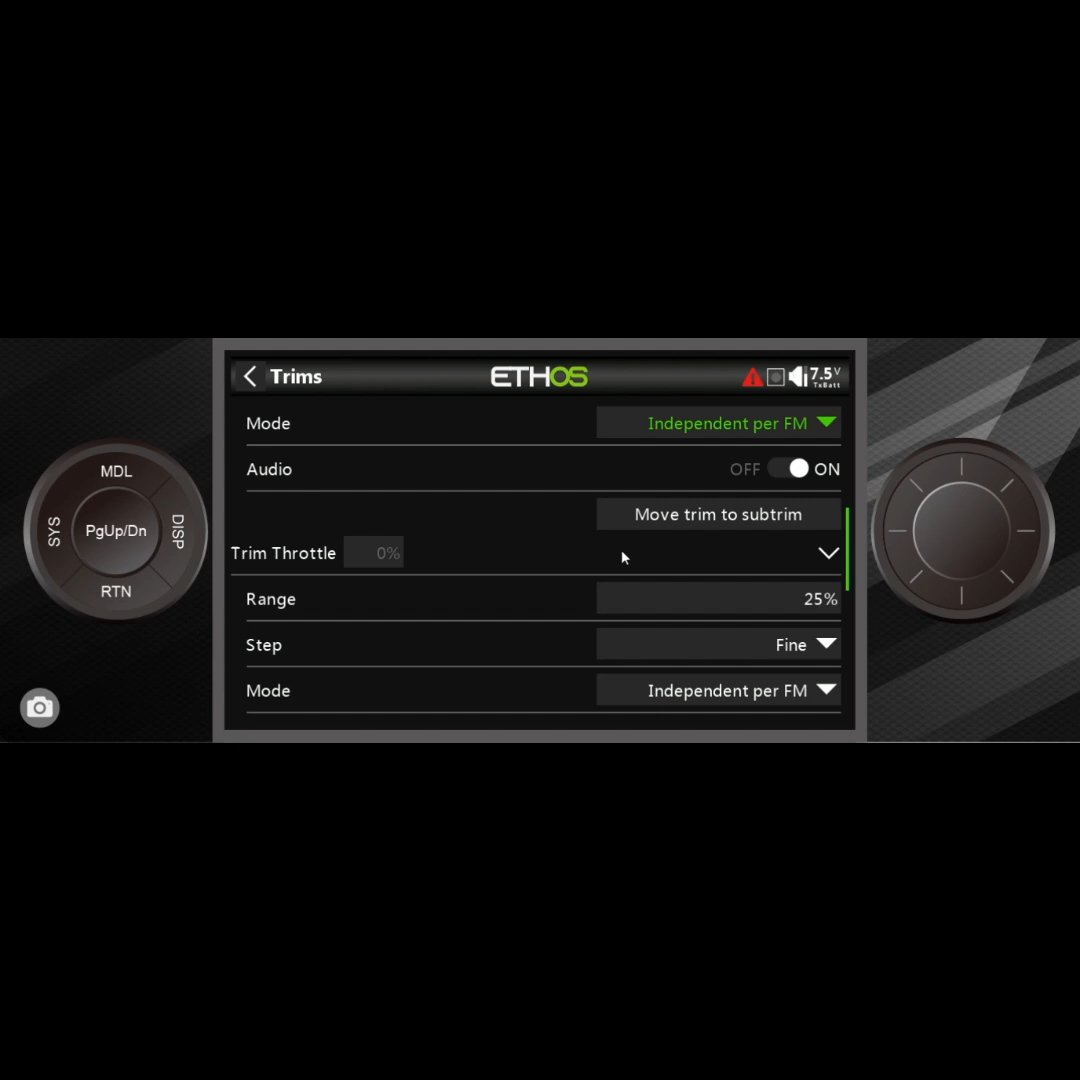 Trims
ETHOS
7.5V
TxBatt
Mode
Independent per FM
Audio
OFF
ON
Move trim to subtrim
Trim Throttle
0%
Range
25%
Step
Fine
Mode
Independent per FM
MDL
SYS
PgUp/Dn
DISP
RTN